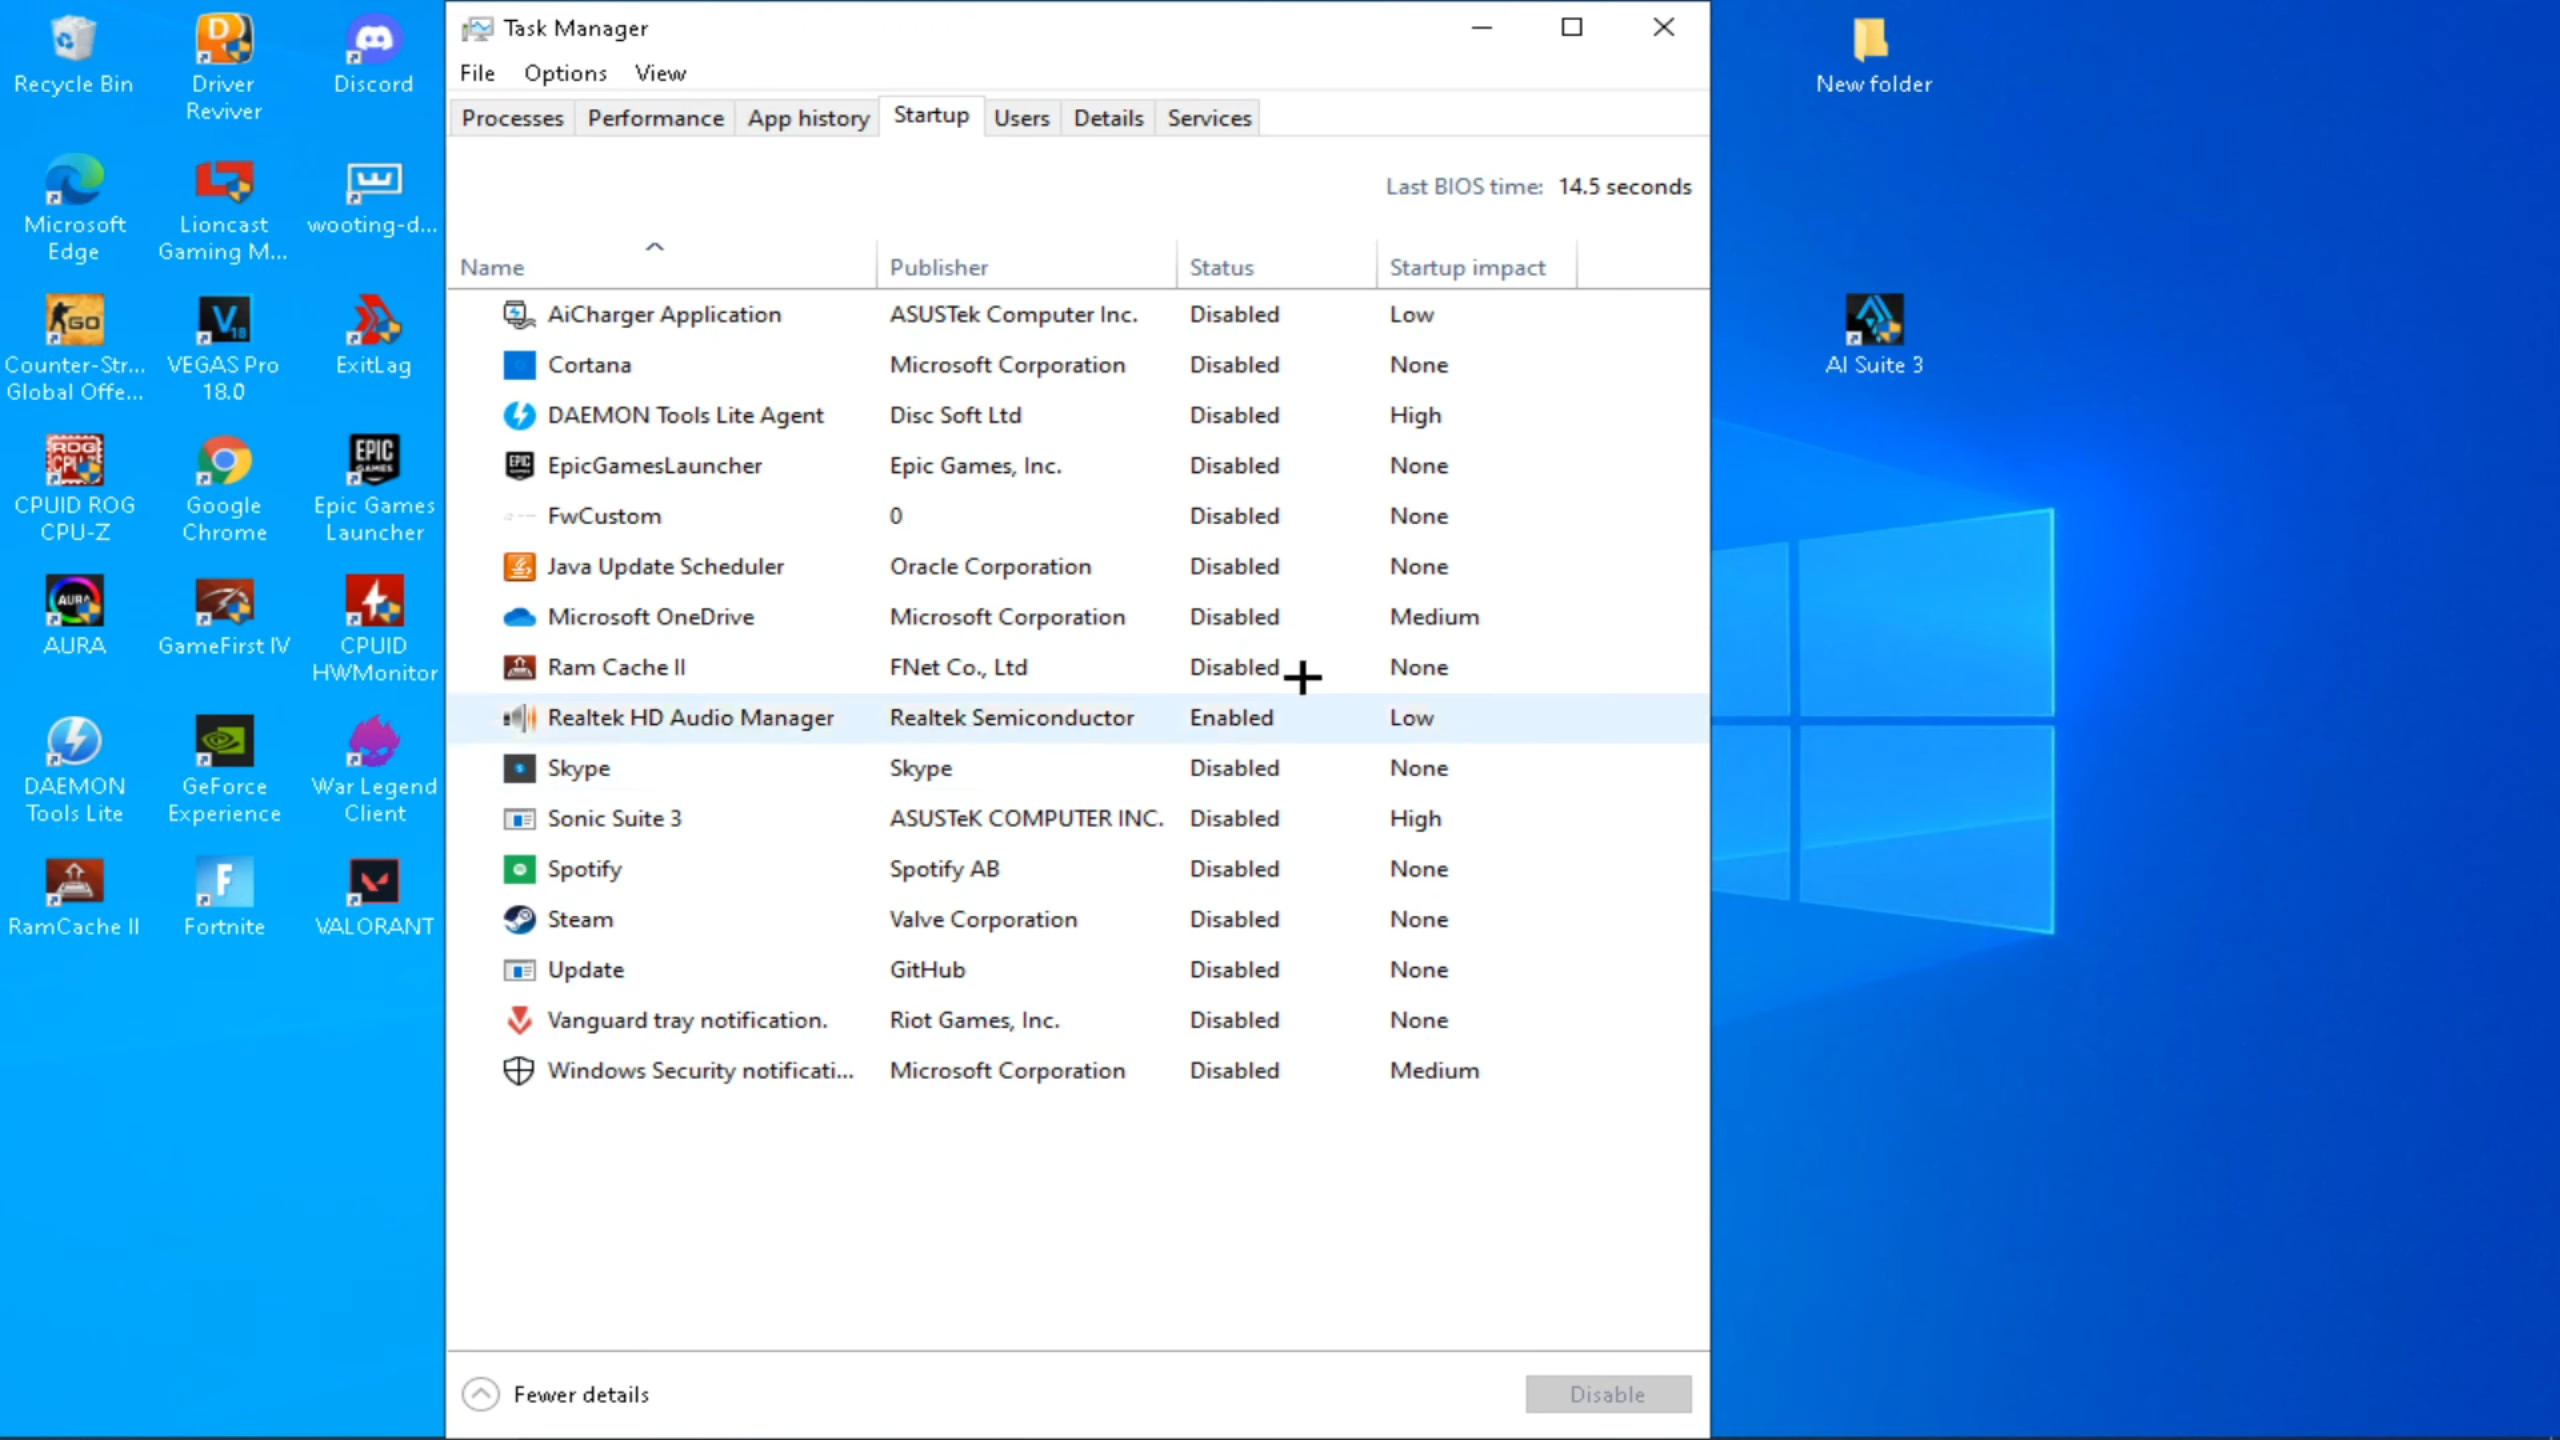 Recycle Bin
Driver
Reviver
Discord
Microsoft
Edge
Lioncast
Gaming M...
wooting-d...
Counter-Str...
Global Offe...
VEGAS Pro
18.0
ExitLag
CPUID ROG
CPU-Z
Google
Chrome
Epic Games
Launcher
AURA
GameFirst IV
CPUID
HWMonitor
DAEMON
Tools Lite
GeForce
Experience
War Legend
Client
RamCache II
Fortnite
VALORANT
Task Manager
File Options View
Processes Performance App history Startup Users Details Services
Last BIOS time: 14.5 seconds
Name Publisher Status Startup impact
AiCharger Application ASUSTek Computer Inc. Disabled Low
Cortana Microsoft Corporation Disabled None
DAEMON Tools Lite Agent Disc Soft Ltd Disabled High
EpicGamesLauncher Epic Games, Inc. Disabled None
FwCustom 0 Disabled None
Java Update Scheduler Oracle Corporation Disabled None
Microsoft OneDrive Microsoft Corporation Disabled Medium
Ram Cache II FNet Co., Ltd Disabled None
Realtek HD Audio Manager Realtek Semiconductor Enabled Low
Skype Skype Disabled None
Sonic Suite 3 ASUSTeK COMPUTER INC. Disabled High
Spotify Spotify AB Disabled None
Steam Valve Corporation Disabled None
Update GitHub Disabled None
Vanguard tray notification. Riot Games, Inc. Disabled None
Windows Security notificati... Microsoft Corporation Disabled Medium
Fewer details Disable
New folder
AI Suite 3